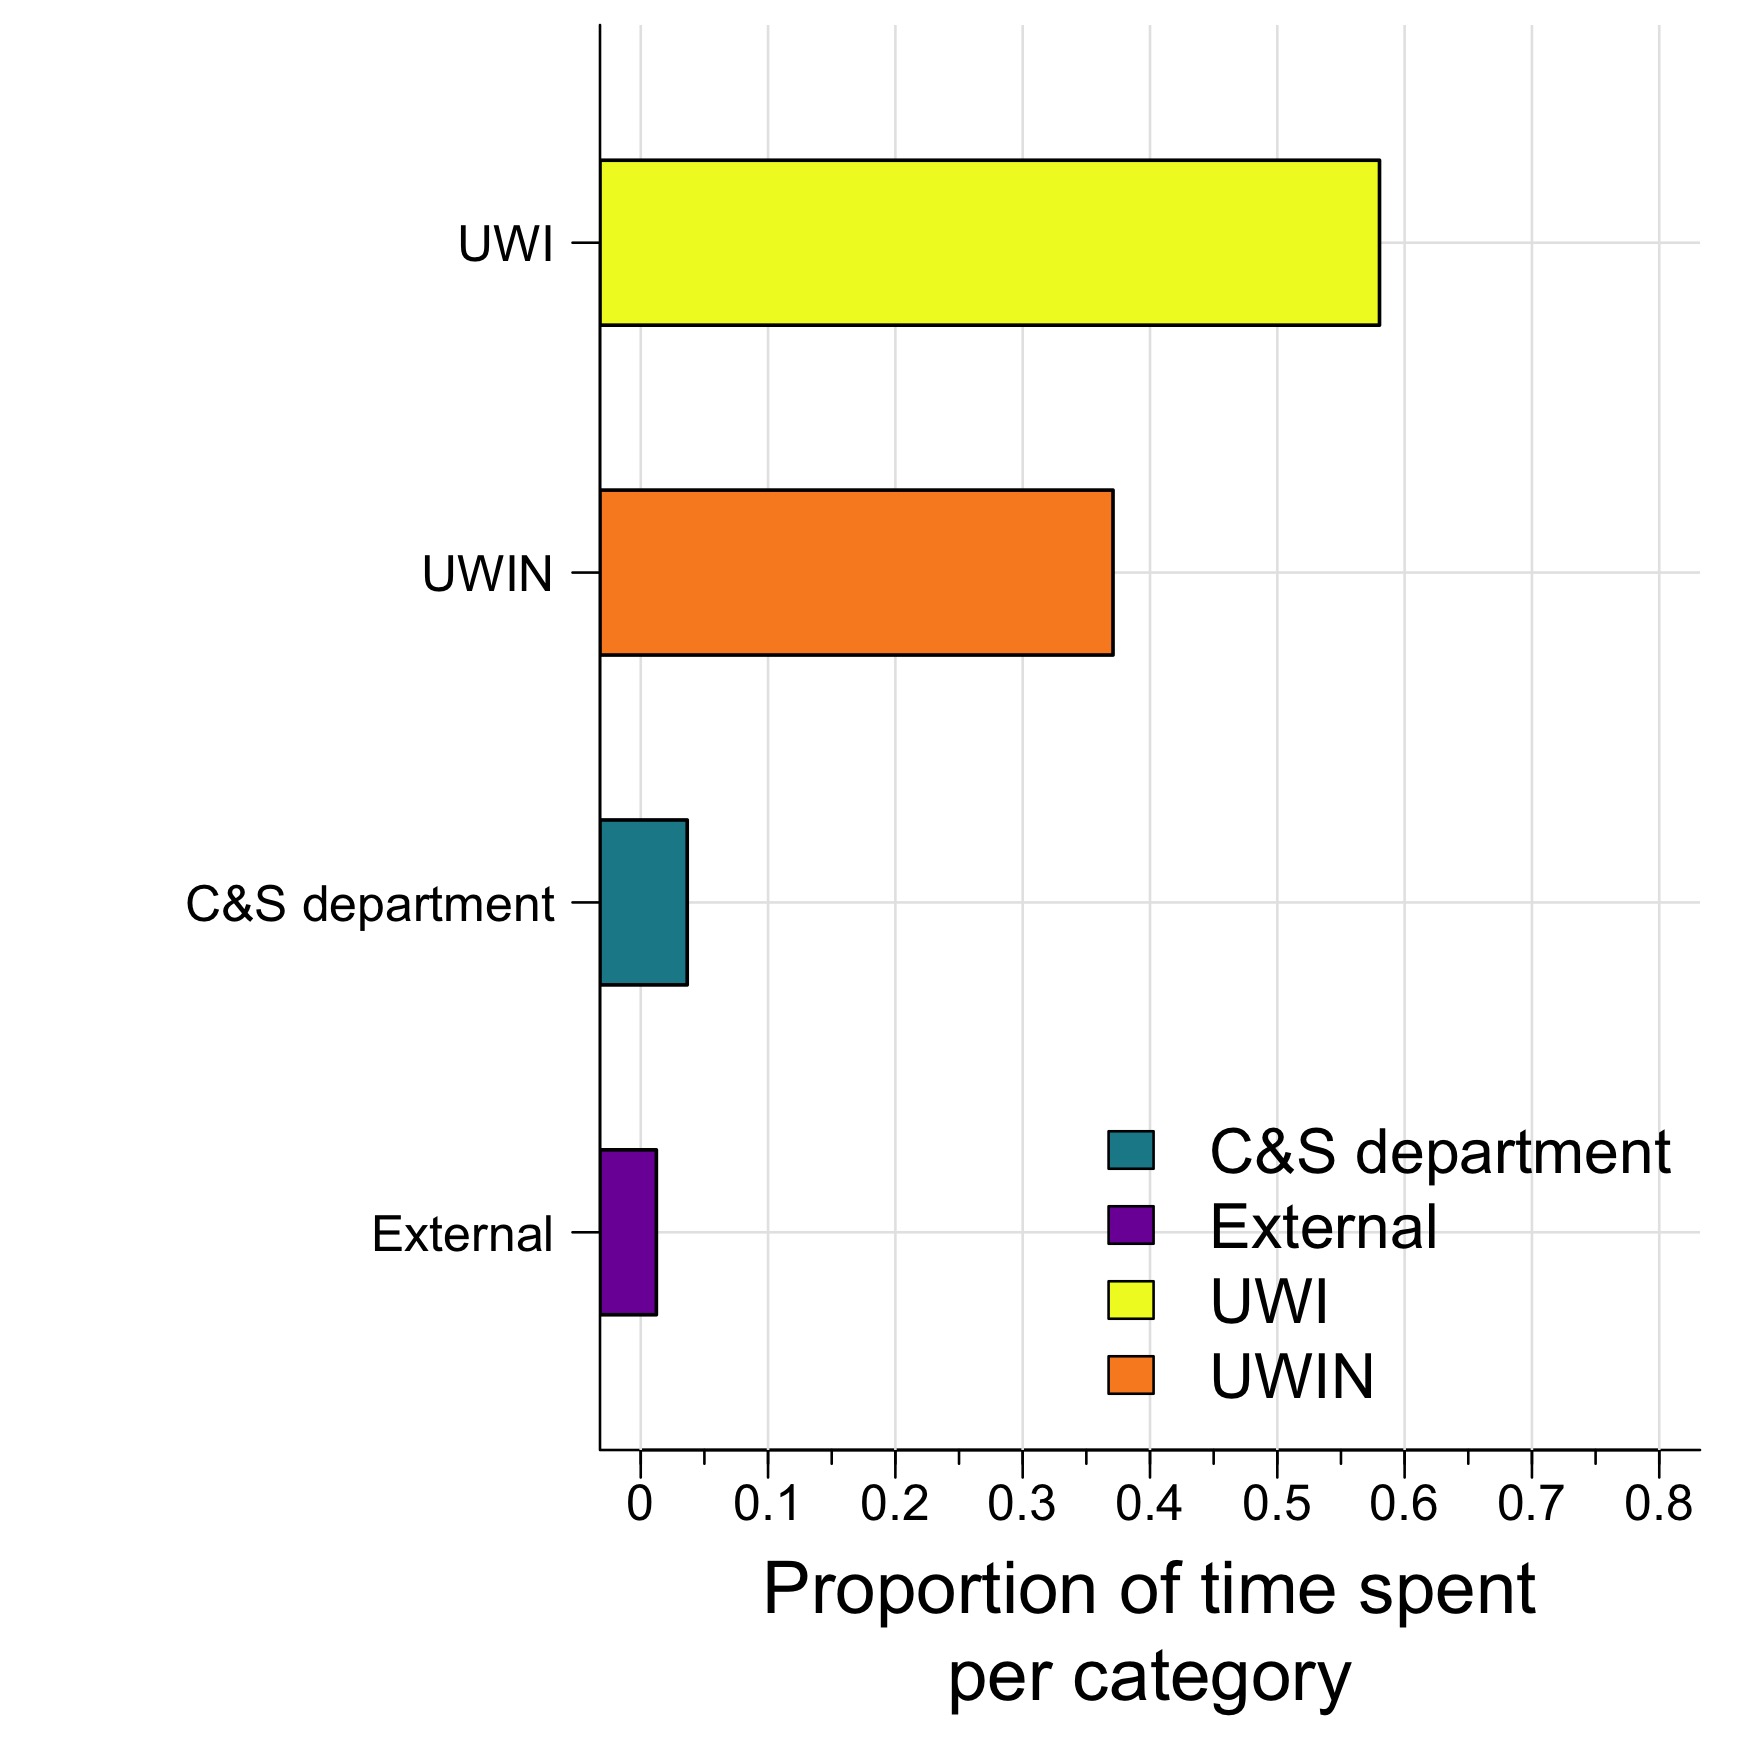 UWI
UWIN
C&S department
External
C&S department
External
UWI
UWIN
0 0.1 0.2 0.3 0.4 0.5 0.6 0.7 0.8
Proportion of time spent
per category